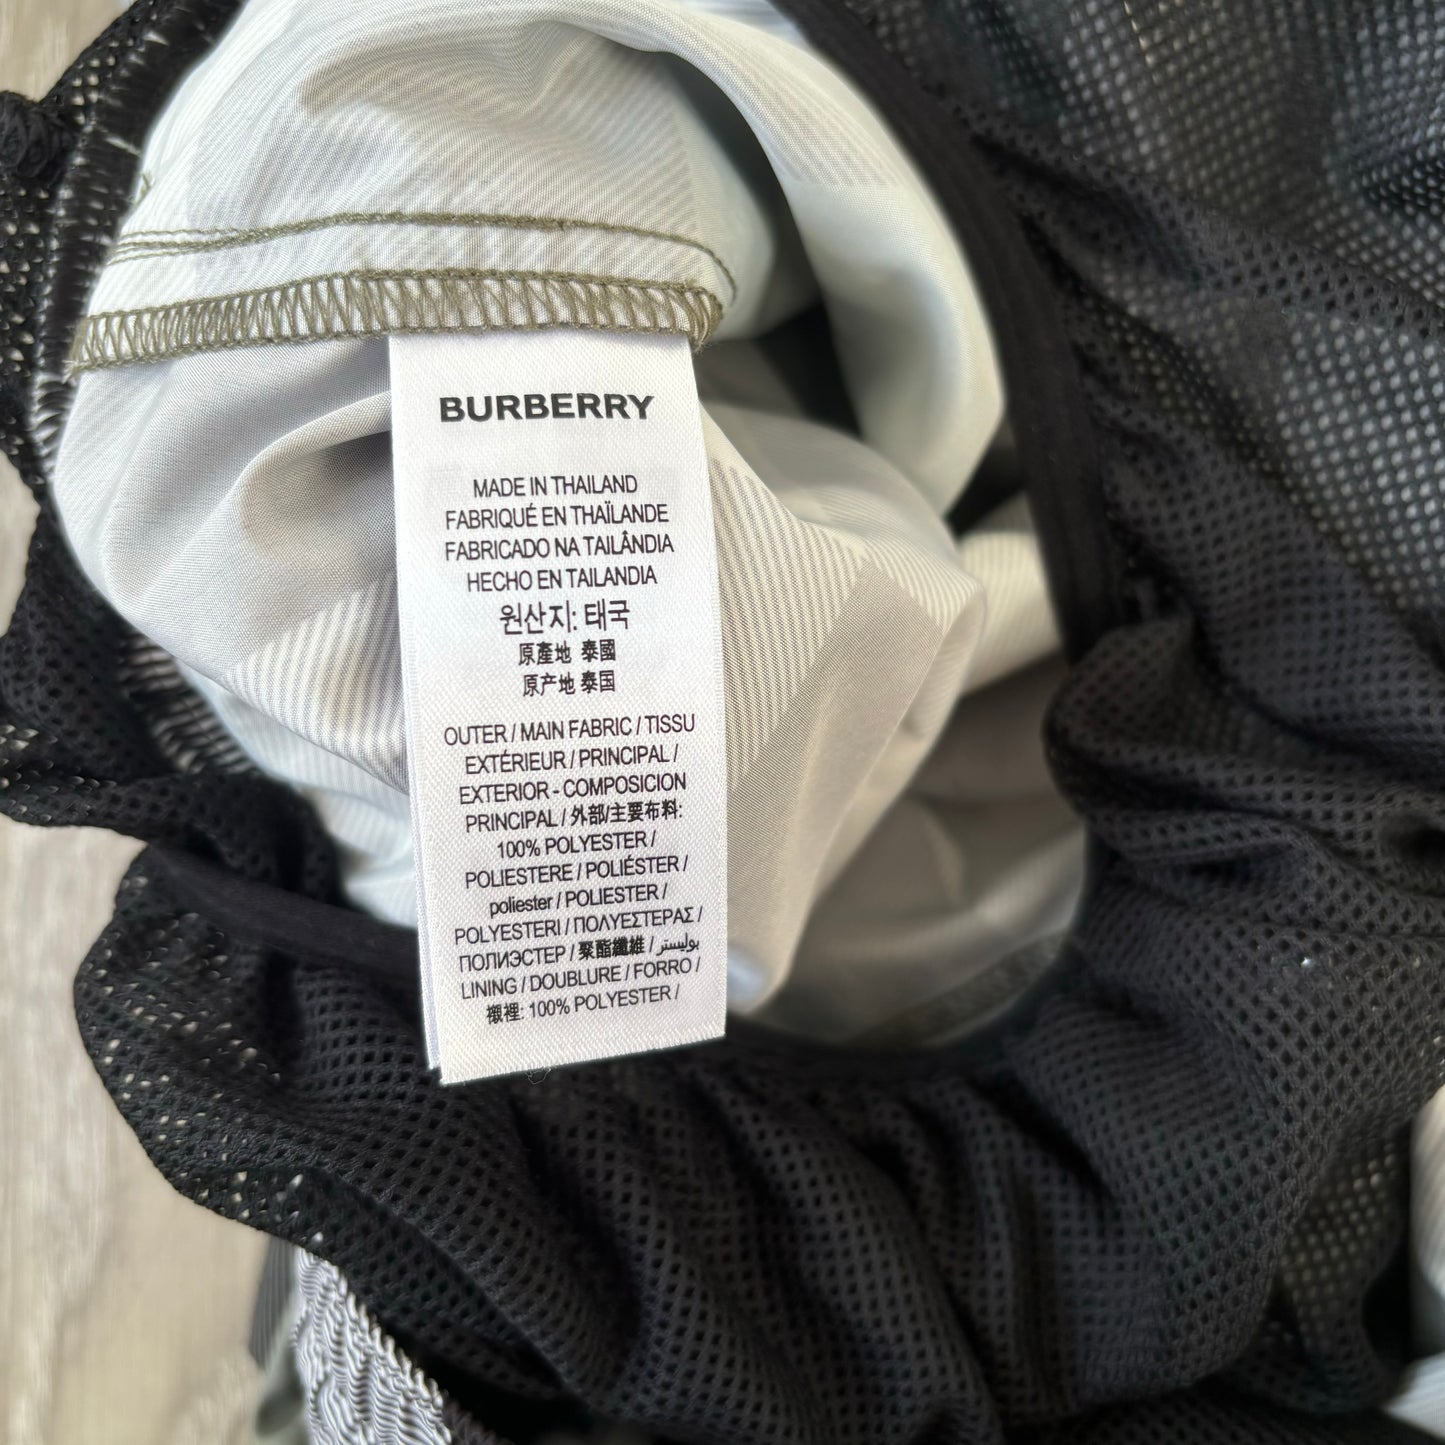 BURBERRY
MADE IN THAILAND
FABRIQUÉ EN THAÏLANDE
FABRICADO NA TAILÂNDIA
HECHO EN TAILANDIA
원산지: 태국
原產地 泰國
原产地 泰国
OUTER / MAIN FABRIC / TISSU
EXTÉRIEUR / PRINCIPAL /
EXTERIOR - COMPOSICION
PRINCIPAL / 外部/主要布料:
100% POLYESTER /
POLIESTERE / POLIÉSTER /
poliester / POLIESTER /
POLYESTERI / ΠΟΛΥΕΣΤΕΡΑΣ /
ПОЛИЭСТЕР / 聚酯纖維 / بوليستر
LINING / DOUBLURE / FORRO /
襯裡: 100% POLYESTER /